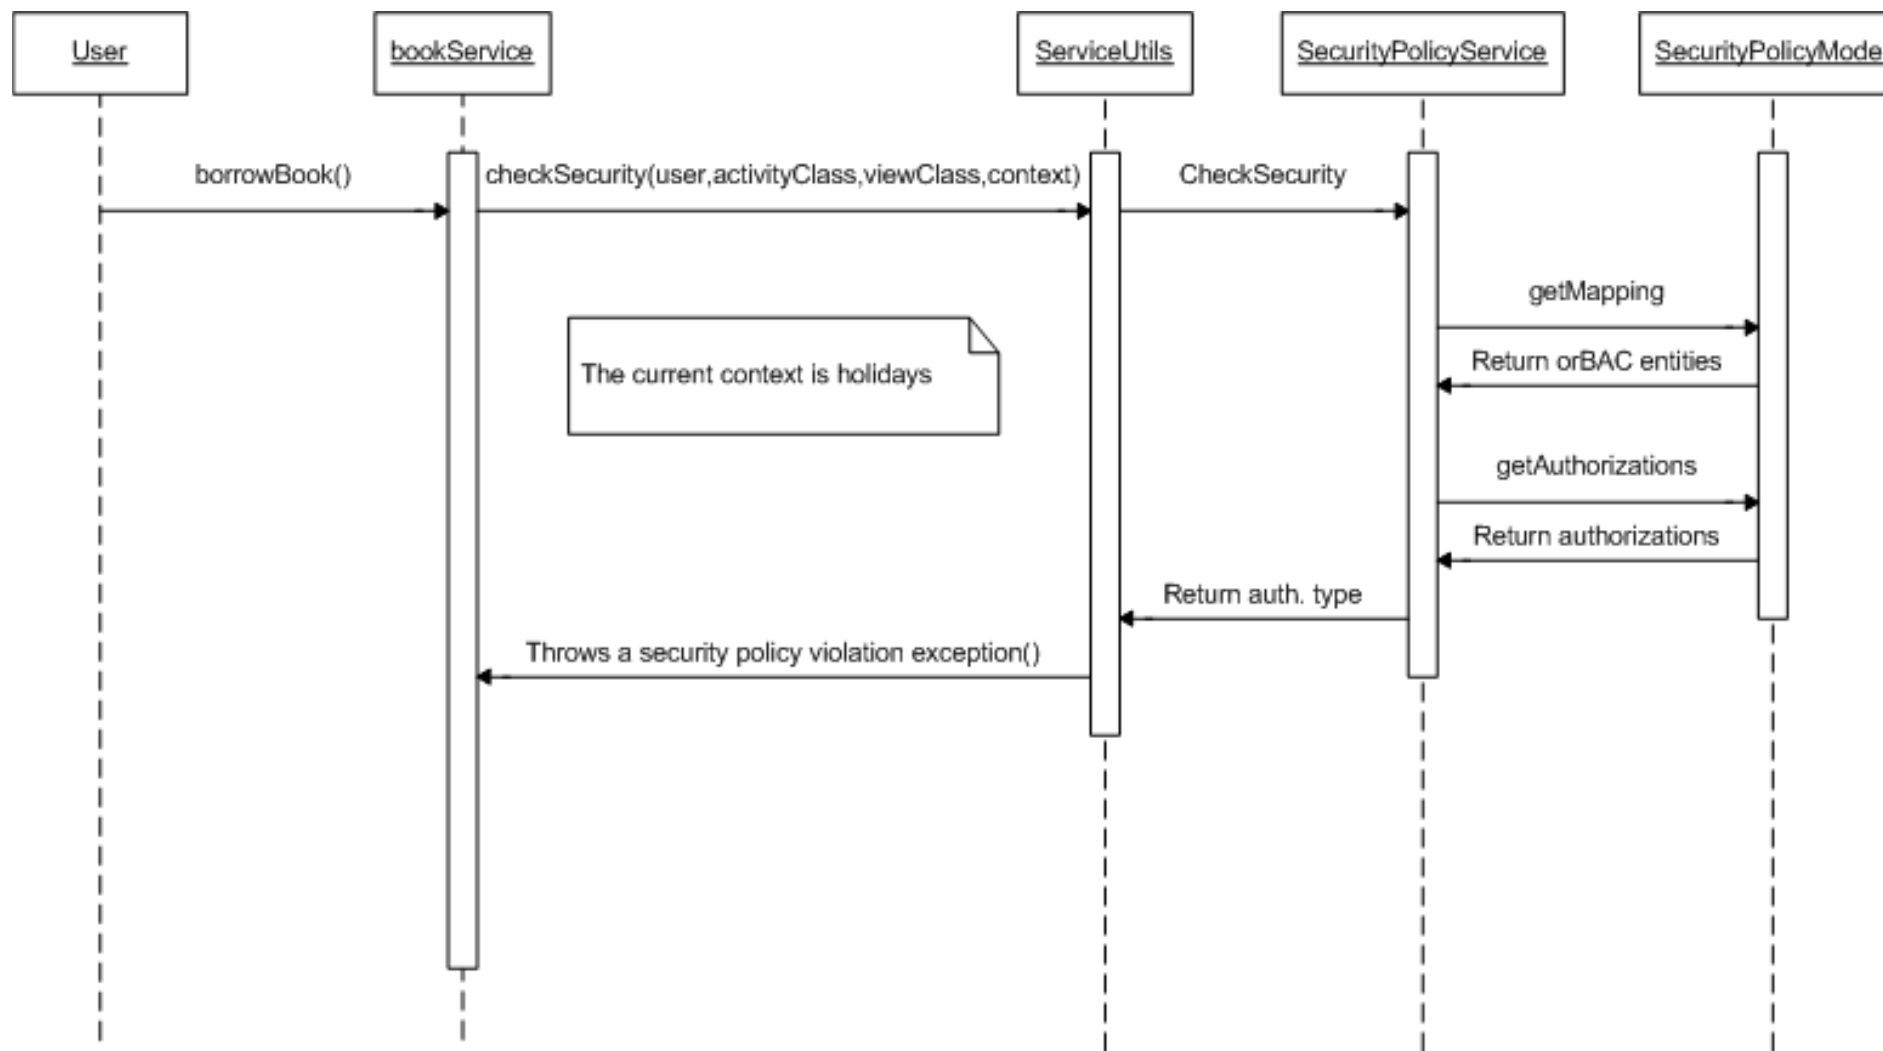 User
bookService
ServiceUtils
SecurityPolicyService
SecurityPolicyMode
borrowBook()
checkSecurity(user,activityClass,viewClass,context)
CheckSecurity
getMapping
The current context is holidays
Return orBAC entities
getAuthorizations
Return authorizations
Return auth. type
Throws a security policy violation exception()